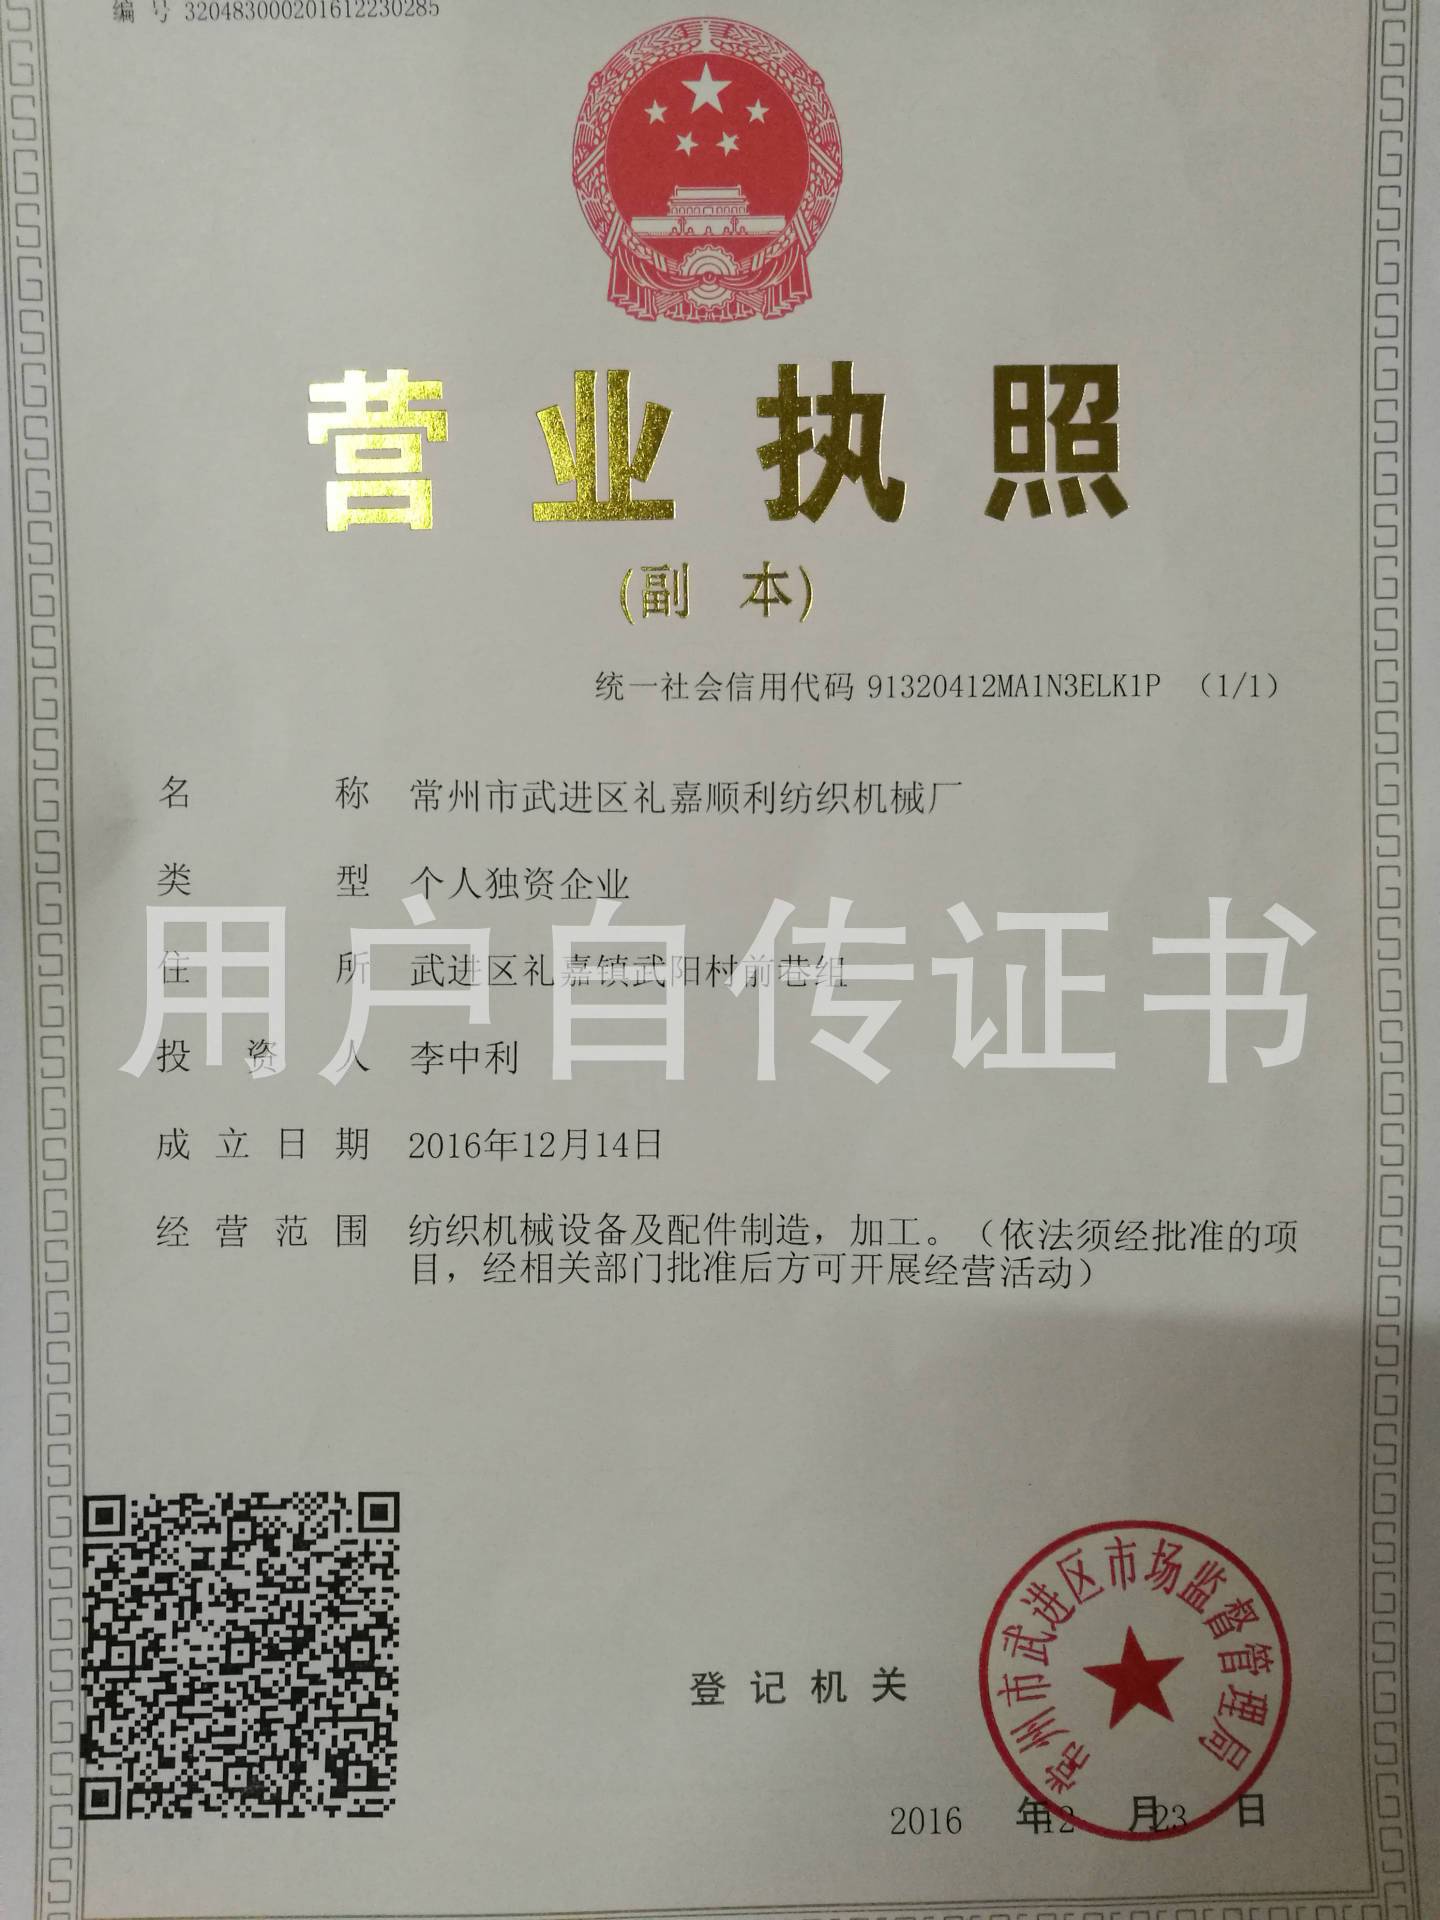 编 号 320483000201612230285
营业执照
(副 本)
统一社会信用代码 91320412MA1N3ELK1P （1/1）
名 称 常州市武进区礼嘉顺利纺织机械厂
类 型 个人独资企业
住 所 武进区礼嘉镇武阳村前巷组
用户自传证书
投 资 人 李中利
成 立 日 期 2016年12月14日
经 营 范 围 纺织机械设备及配件制造，加工。（依法须经批准的项
目，经相关部门批准后方可开展经营活动）
常州市武进区市场监督管理局
登 记 机 关
2016 年12 月23 日